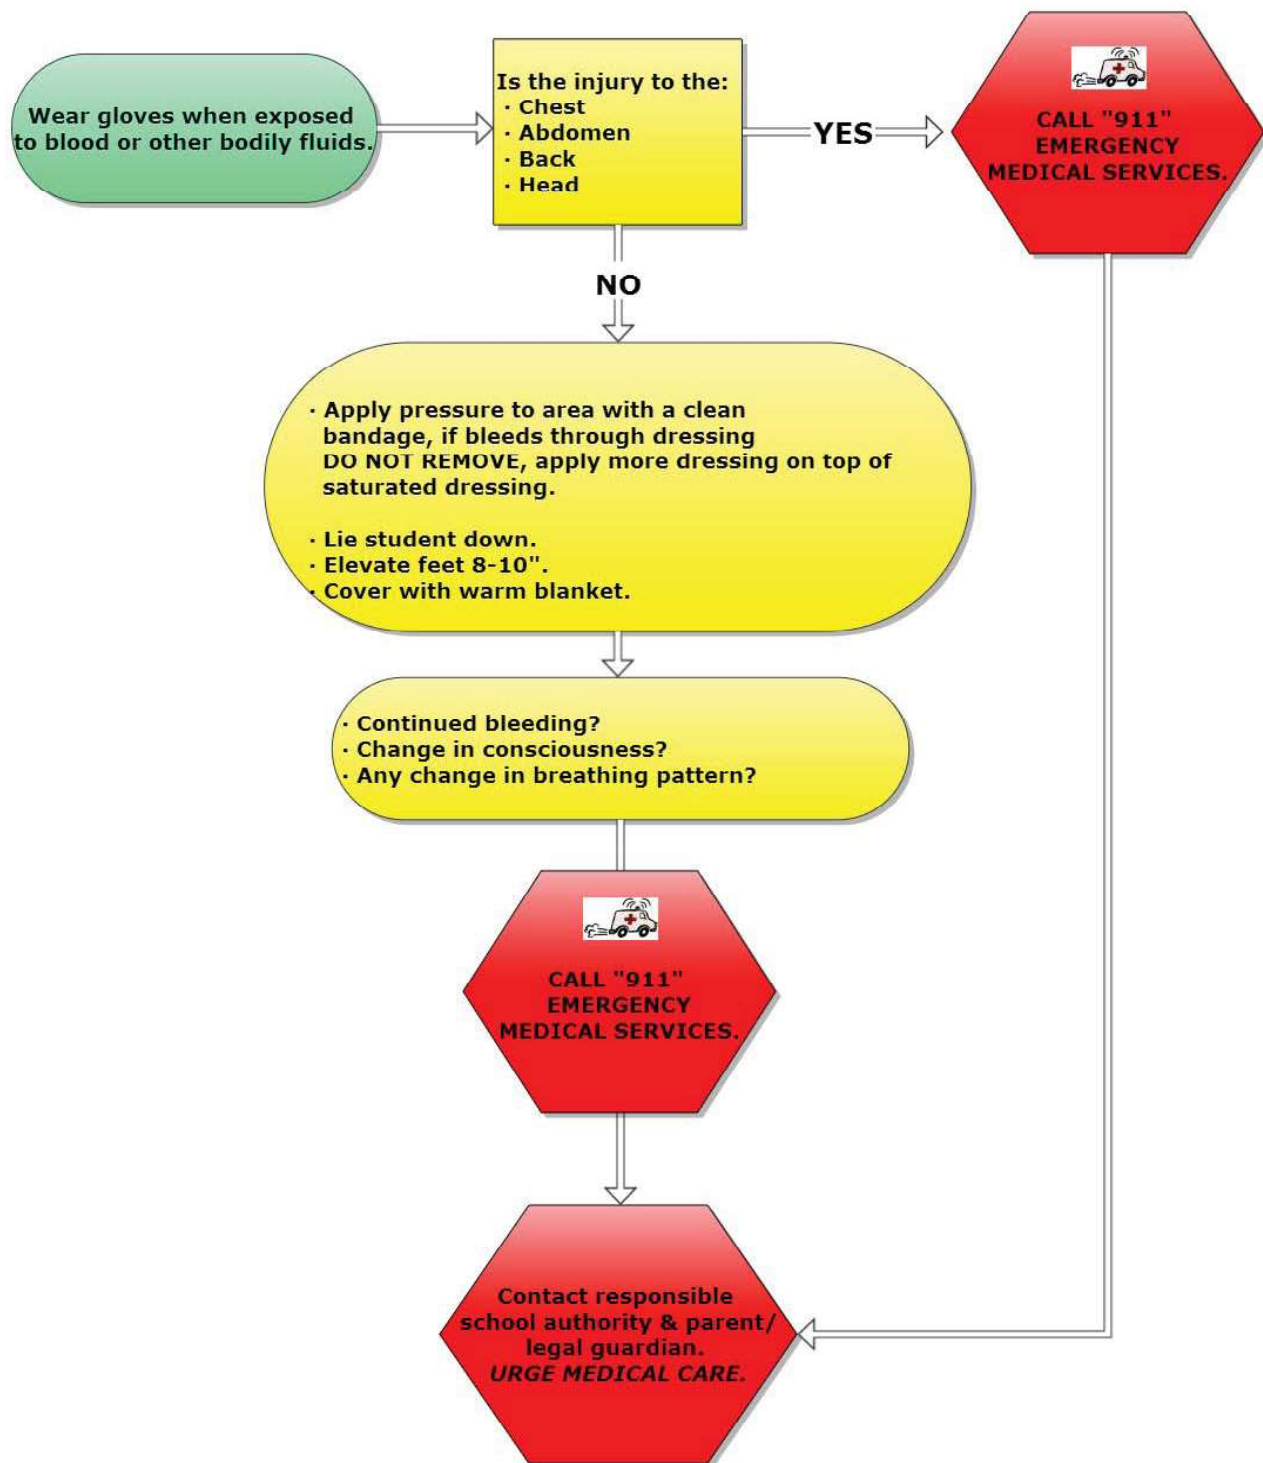 Wear gloves when exposed
to blood or other bodily fluids.
Is the injury to the:
· Chest
· Abdomen
· Back
· Head
YES
CALL "911"
EMERGENCY
MEDICAL SERVICES.
NO
· Apply pressure to area with a clean
bandage, if bleeds through dressing
DO NOT REMOVE, apply more dressing on top of
saturated dressing.
· Lie student down.
· Elevate feet 8-10".
· Cover with warm blanket.
· Continued bleeding?
· Change in consciousness?
· Any change in breathing pattern?
CALL "911"
EMERGENCY
MEDICAL SERVICES.
Contact responsible
school authority & parent/
legal guardian.
URGE MEDICAL CARE.